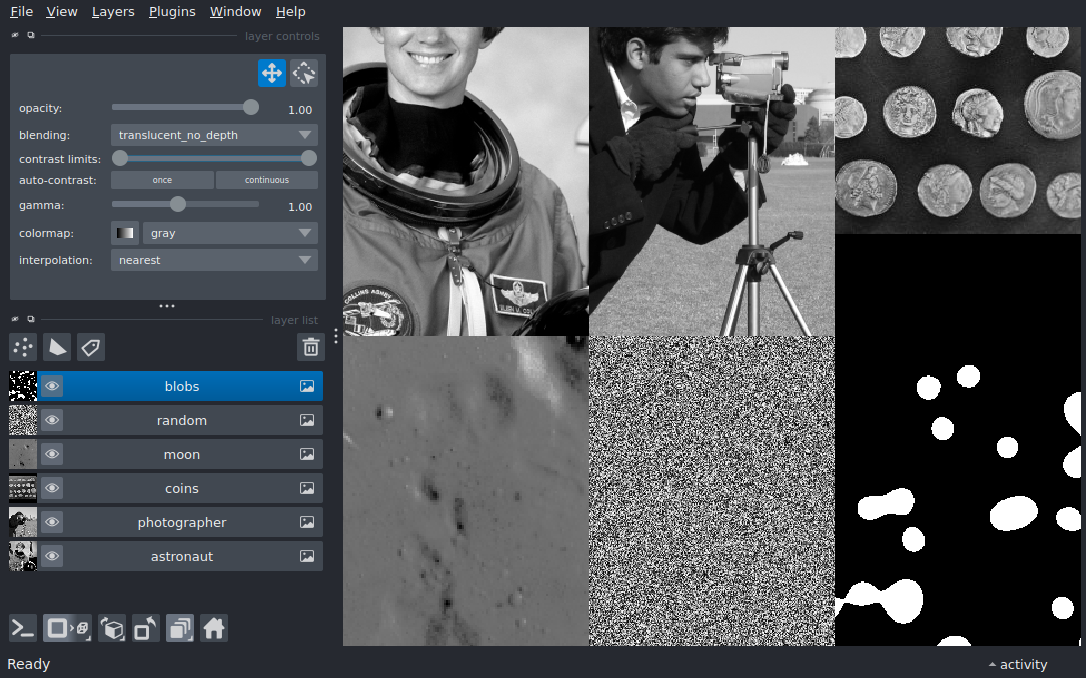 File View Layers Plugins Window Help
layer controls
opacity: 1.00
blending: translucent_no_depth
contrast limits:
auto-contrast: once continuous
gamma: 1.00
colormap: gray
interpolation: nearest
layer list
blobs
random
moon
coins
photographer
astronaut
Ready
activity